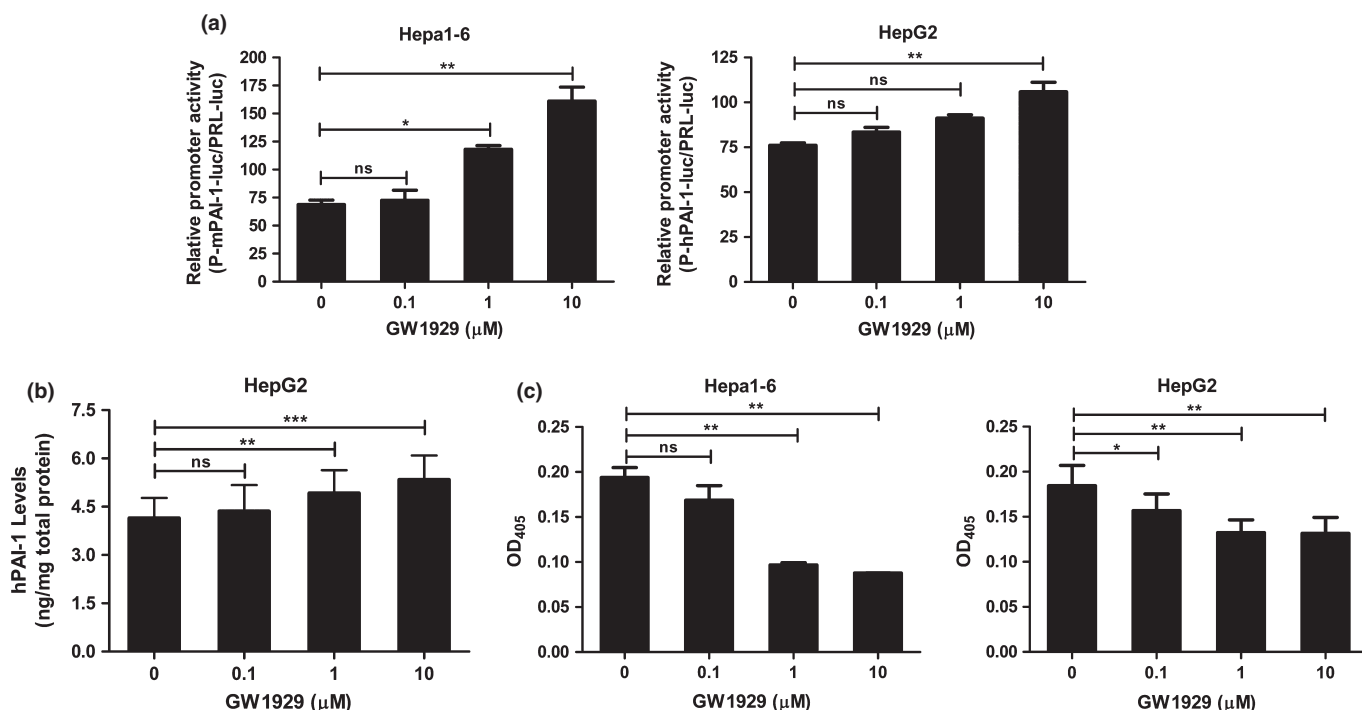 (a)
Hepa1-6
Relative promoter activity
(P-mPAI-1-luc/PRL-luc)
200
175
150
125
100
75
50
25
0
**
*
ns
0 0.1 1 10
GW1929 (μM)
HepG2
Relative promoter activity
(P-hPAI-1-luc/PRL-luc)
125
100
75
50
25
0
**
ns
ns
0 0.1 1 10
GW1929 (μM)
(b)
HepG2
hPAI-1 Levels
(ng/mg total protein)
7.5
6.0
4.5
3.0
1.5
0.0
***
**
ns
0 0.1 1 10
GW1929 (μM)
(c)
Hepa1-6
OD405
0.25
0.20
0.15
0.10
0.05
0.00
**
**
ns
0 0.1 1 10
GW1929 (μM)
HepG2
OD405
0.25
0.20
0.15
0.10
0.05
0.00
**
**
*
0 0.1 1 10
GW1929 (μM)